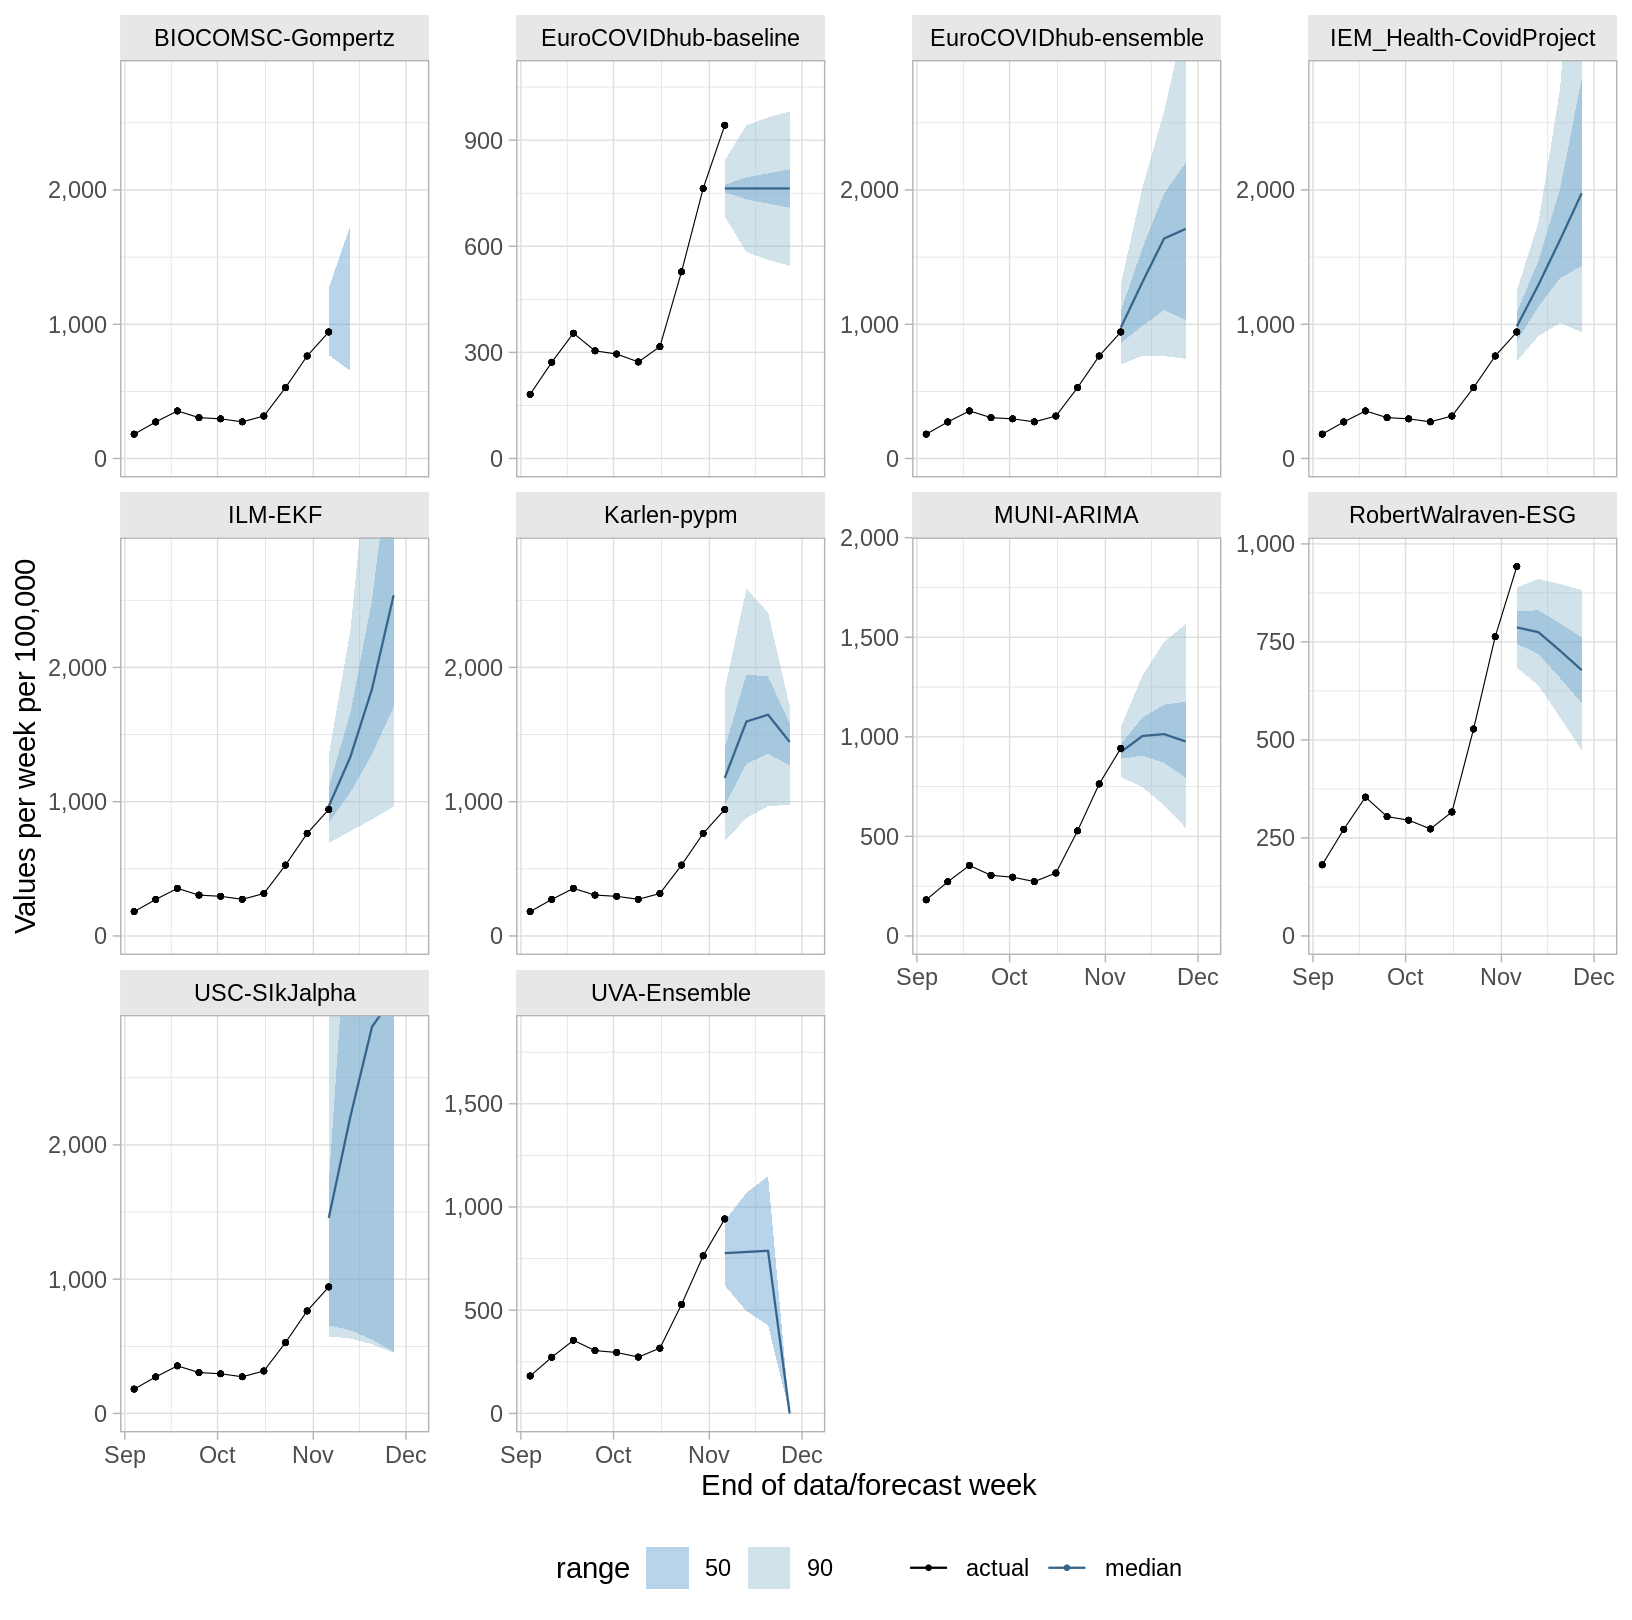 BIOCOMSC-Gompertz
EuroCOVIDhub-baseline
EuroCOVIDhub-ensemble
IEM_Health-CovidProject
2,000
1,000
0
900
600
300
0
2,000
1,000
0
2,000
1,000
0
Values per week per 100,000
ILM-EKF
Karlen-pypm
MUNI-ARIMA
RobertWalraven-ESG
2,000
1,000
0
2,000
1,000
0
2,000
1,500
1,000
500
0
1,000
750
500
250
0
Sep Oct Nov Dec
Sep Oct Nov Dec
USC-SIkJalpha
UVA-Ensemble
2,000
1,000
0
1,500
1,000
500
0
Sep Oct Nov Dec
Sep Oct Nov Dec
End of data/forecast week
range 50 90 actual median